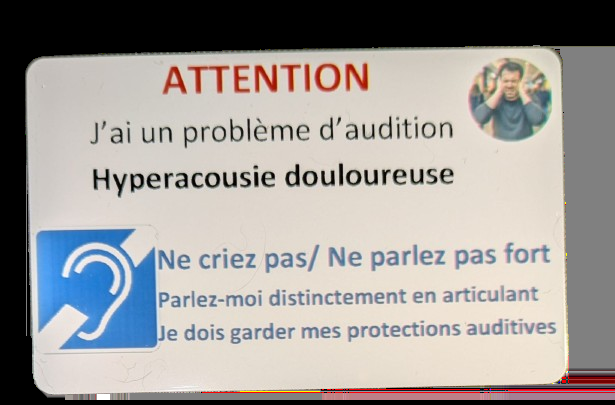 ATTENTION
J'ai un problème d'audition
Hyperacousie douloureuse
Ne criez pas/ Ne parlez pas fort
Parlez-moi distinctement en articulant
Je dois garder mes protections auditives